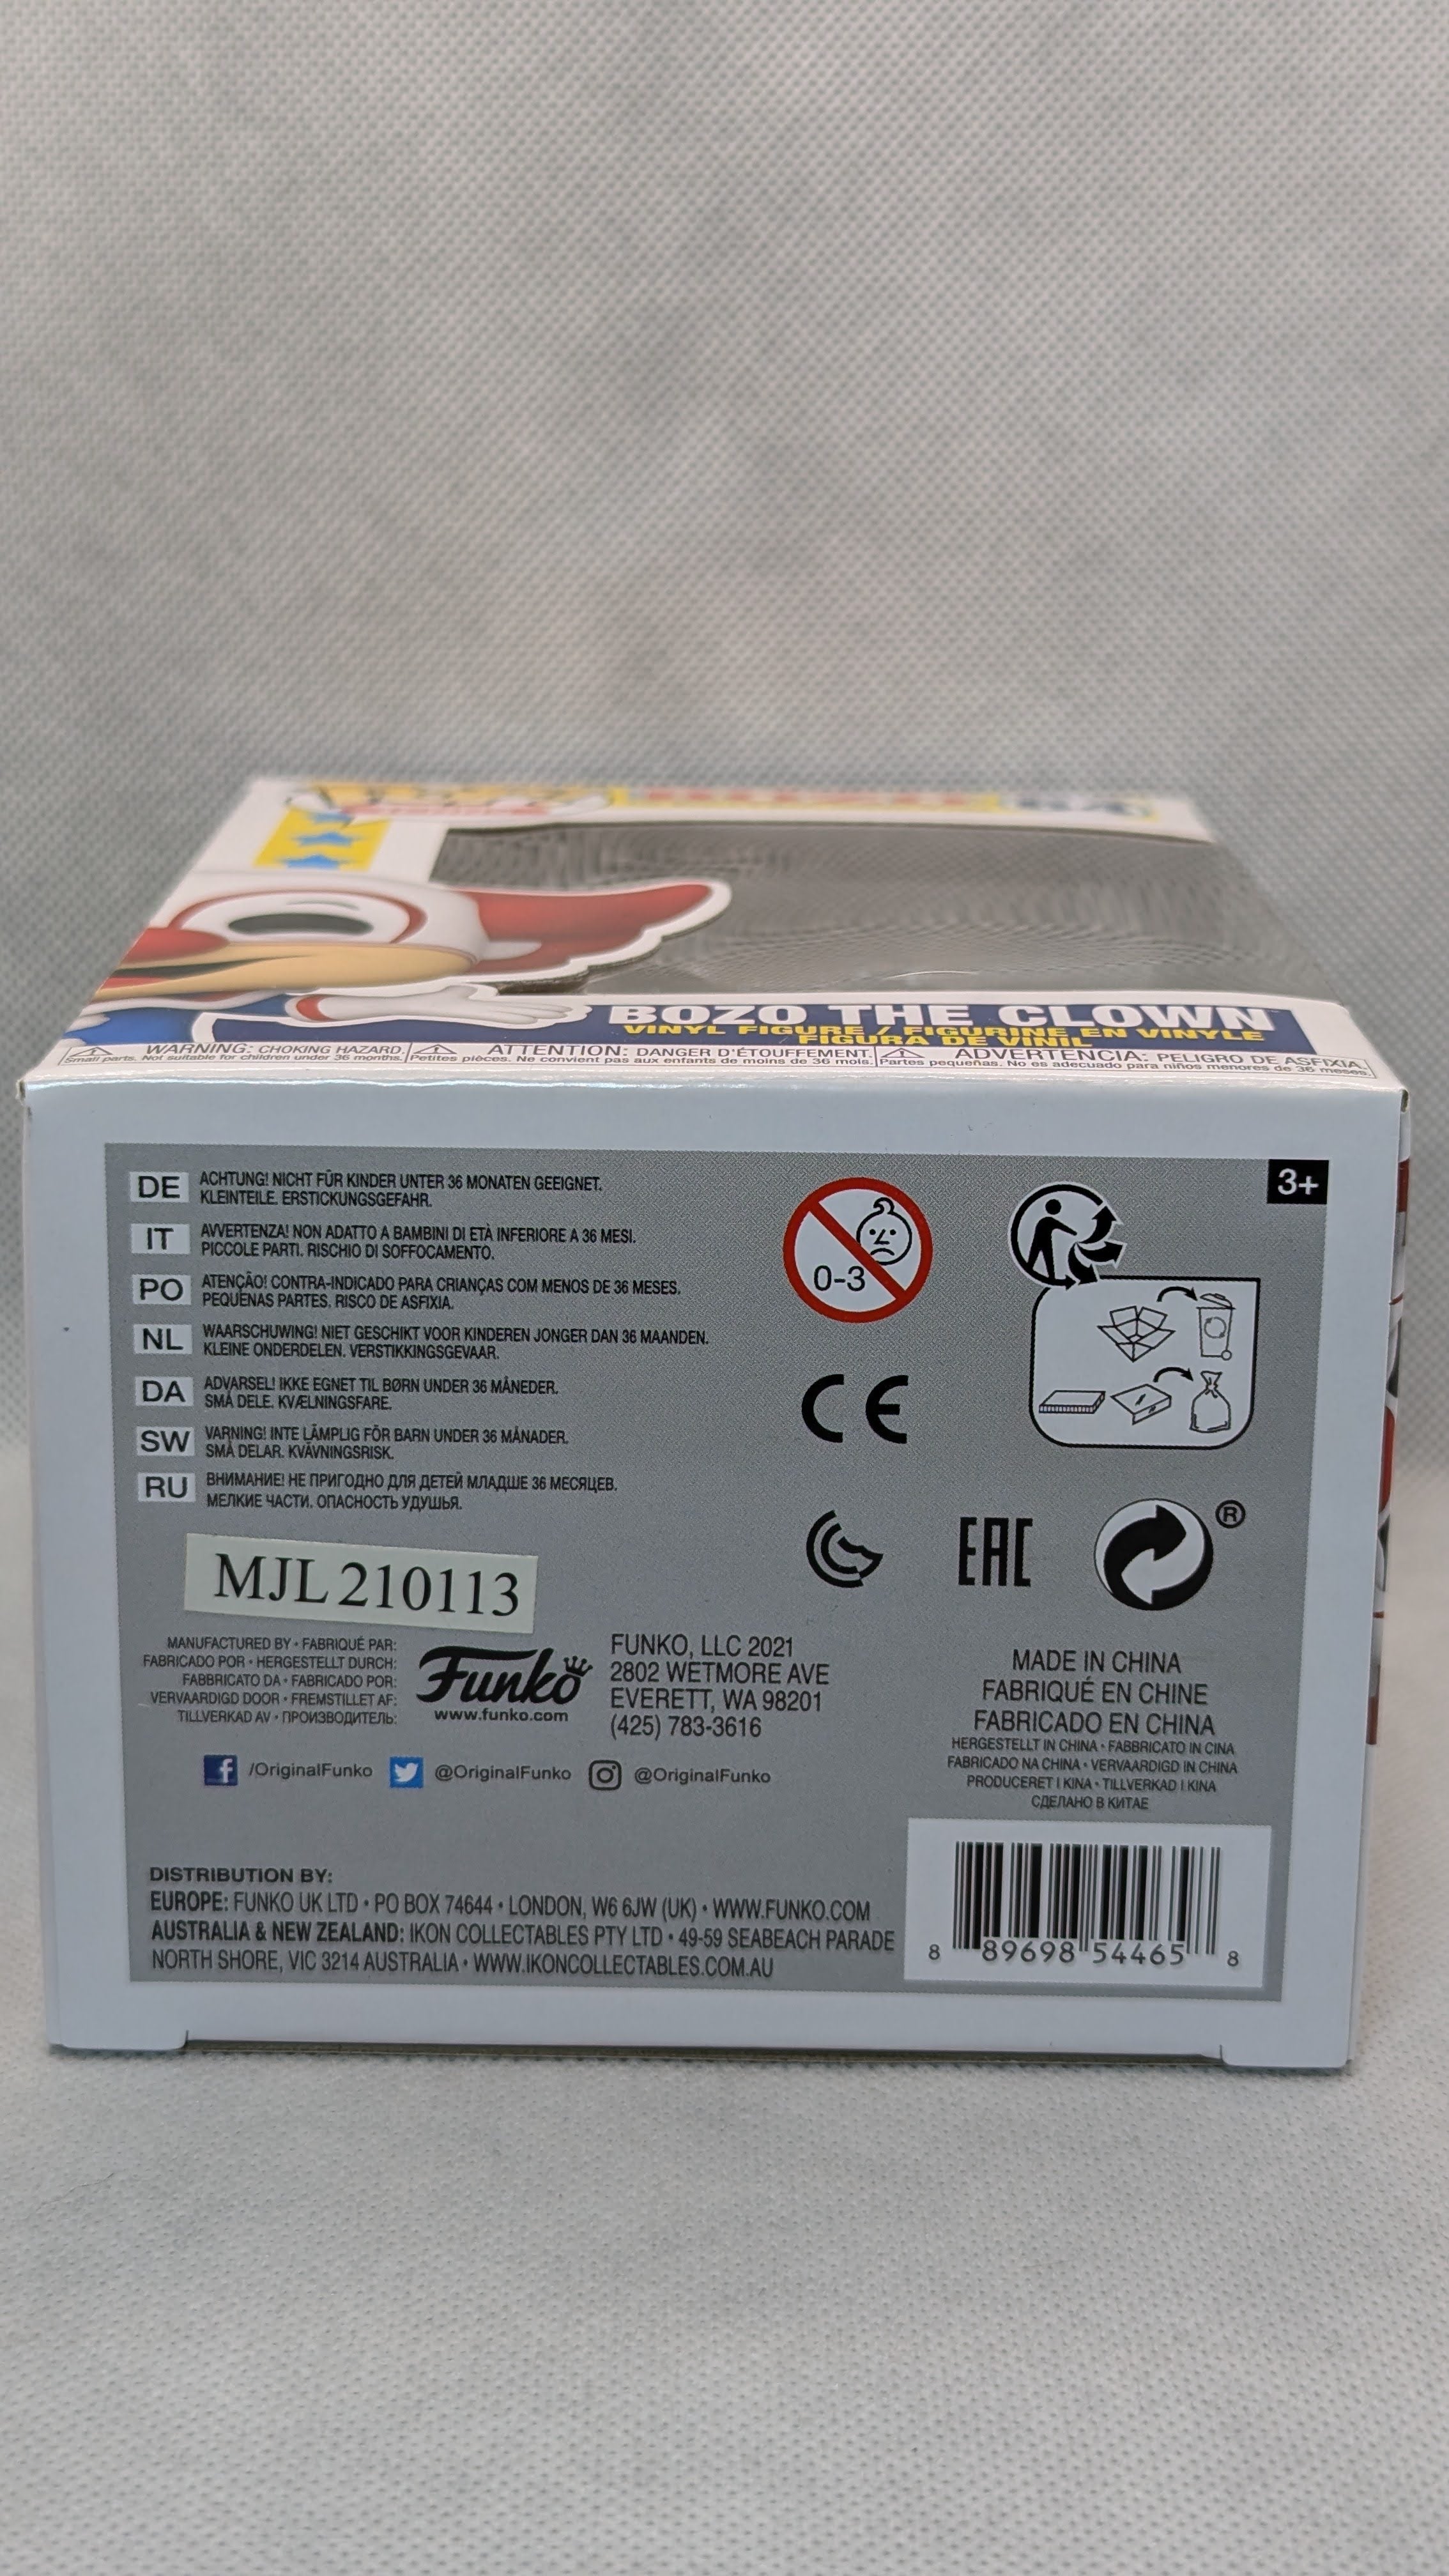 64
BOZO THE CLOWN
VINYL FIGURE / FIGURINE EN VINYLE
FIGURA DE VINIL
WARNING: CHOKING HAZARD.
Small parts. Not suitable for children under 36 months.
ATTENTION: DANGER D'ÉTOUFFEMENT.
Petites pièces. Ne convient pas aux enfants de moins de 36 mois.
ADVERTENCIA: PELIGRO DE ASFIXIA.
Partes pequeñas. No es adecuado para niños menores de 36 meses.
3+
DE ACHTUNG! NICHT FÜR KINDER UNTER 36 MONATEN GEEIGNET.
KLEINTEILE. ERSTICKUNGSGEFAHR.
IT AVVERTENZA! NON ADATTO A BAMBINI DI ETÀ INFERIORE A 36 MESI.
PICCOLE PARTI. RISCHIO DI SOFFOCAMENTO.
PO ATENÇÃO! CONTRA-INDICADO PARA CRIANÇAS COM MENOS DE 36 MESES.
PEQUENAS PARTES. RISCO DE ASFIXIA.
NL WAARSCHUWING! NIET GESCHIKT VOOR KINDEREN JONGER DAN 36 MAANDEN.
KLEINE ONDERDELEN. VERSTIKKINGSGEVAAR.
DA ADVARSEL! IKKE EGNET TIL BØRN UNDER 36 MÅNEDER.
SMÅ DELE. KVÆLNINGSFARE.
SW VARNING! INTE LÄMPLIG FÖR BARN UNDER 36 MÅNADER.
SMÅ DELAR. KVÄVNINGSRISK.
RU ВНИМАНИЕ! НЕ ПРИГОДНО ДЛЯ ДЕТЕЙ МЛАДШЕ 36 МЕСЯЦЕВ.
МЕЛКИЕ ЧАСТИ. ОПАСНОСТЬ УДУШЬЯ.
0-3
CE
EAC
®
MJL210113
MANUFACTURED BY • FABRIQUÉ PAR:
FABRICADO POR • HERGESTELLT DURCH:
FABBRICATO DA • FABRICADO POR:
VERVAARDIGD DOOR • FREMSTILLET AF:
TILLVERKAD AV • ПРОИЗВОДИТЕЛЬ:
Funko
www.funko.com
FUNKO, LLC 2021
2802 WETMORE AVE
EVERETT, WA 98201
(425) 783-3616
MADE IN CHINA
FABRIQUÉ EN CHINE
FABRICADO EN CHINA
HERGESTELLT IN CHINA • FABBRICATO IN CINA
FABRICADO NA CHINA • VERVAARDIGD IN CHINA
PRODUCERET I KINA • TILLVERKAD I KINA
СДЕЛАНО В КИТАЕ
/OriginalFunko @OriginalFunko @OriginalFunko
DISTRIBUTION BY:
EUROPE: FUNKO UK LTD • PO BOX 74644 • LONDON, W6 6JW (UK) • WWW.FUNKO.COM
AUSTRALIA & NEW ZEALAND: IKON COLLECTABLES PTY LTD • 49-59 SEABEACH PARADE
NORTH SHORE, VIC 3214 AUSTRALIA • WWW.IKONCOLLECTABLES.COM.AU
8 89698 54465 8